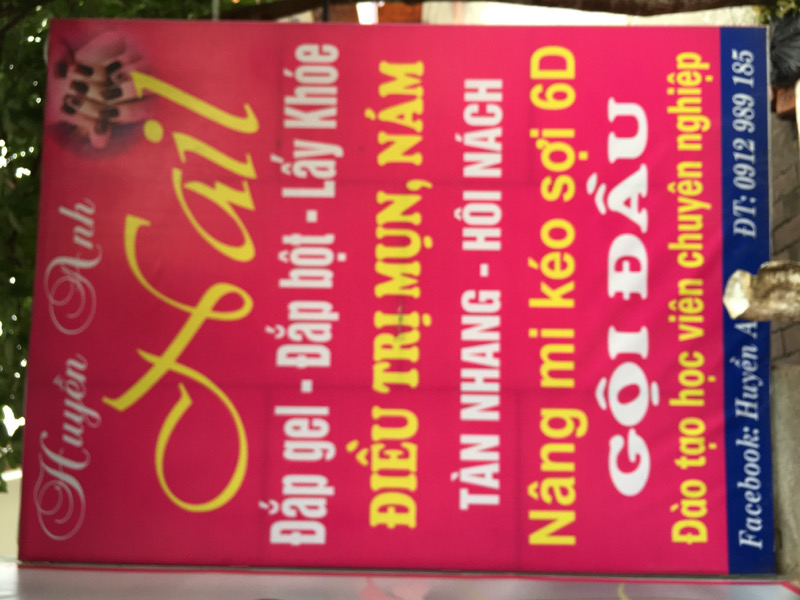 Huyền Anh
Nail
Đắp gel - Đắp bột - Lấy Khóe
ĐIỀU TRỊ MỤN, NÁM
TÀN NHANG - HÔI NÁCH
Nâng mi kéo sợi 6D
GỘI ĐẦU
Đào tạo học viên chuyên nghiệp
Facebook: Huyền ĐT: 0912 989 185